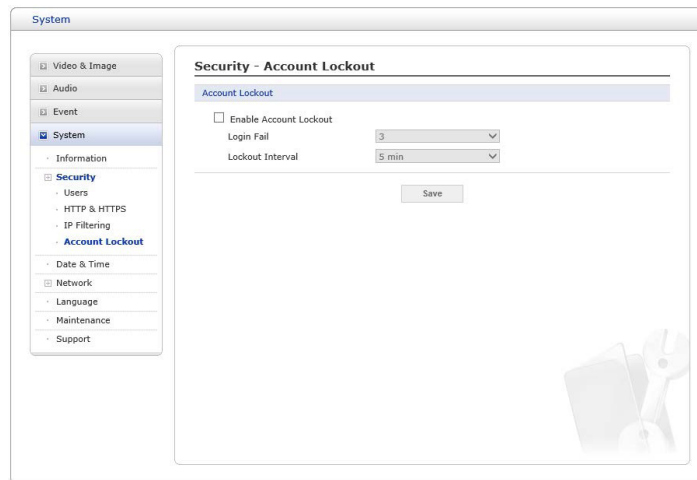 System
Video & Image
Audio
Event
System
Information
Security
Users
HTTP & HTTPS
IP Filtering
Account Lockout
Date & Time
Network
Language
Maintenance
Support
Security - Account Lockout
Account Lockout
Enable Account Lockout
Login Fail 3
Lockout Interval 5 min
Save